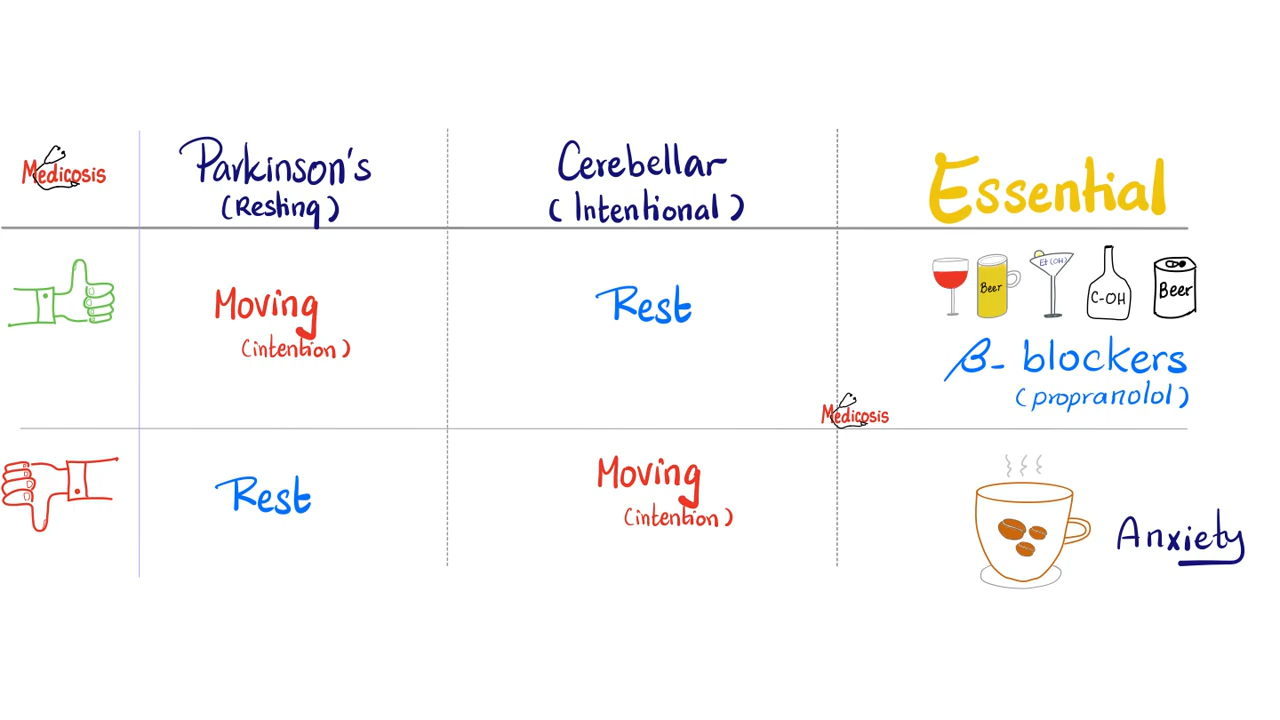 Medicosis
Parkinson's
(Resting)
Cerebellar
(Intentional)
Essential
Moving
(intention)
Rest
Beer
Et(OH)
C-OH
Beer
β- blockers
(propranolol)
Medicosis
Rest
Moving
(intention)
Anxiety